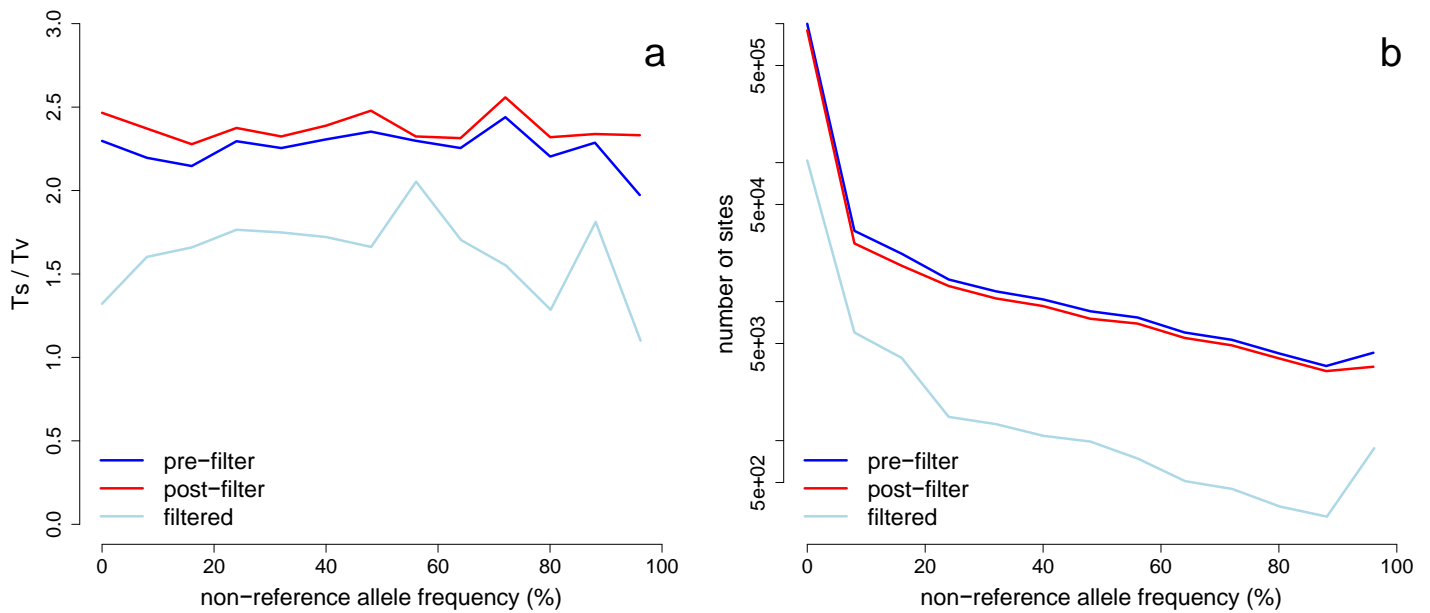 a
3.0
2.5
2.0
1.5
1.0
0.5
0.0
Ts / Tv
pre−filter
post−filter
filtered
0 20 40 60 80 100
non−reference allele frequency (%)
b
5e+05
5e+04
5e+03
5e+02
number of sites
pre−filter
post−filter
filtered
0 20 40 60 80 100
non−reference allele frequency (%)